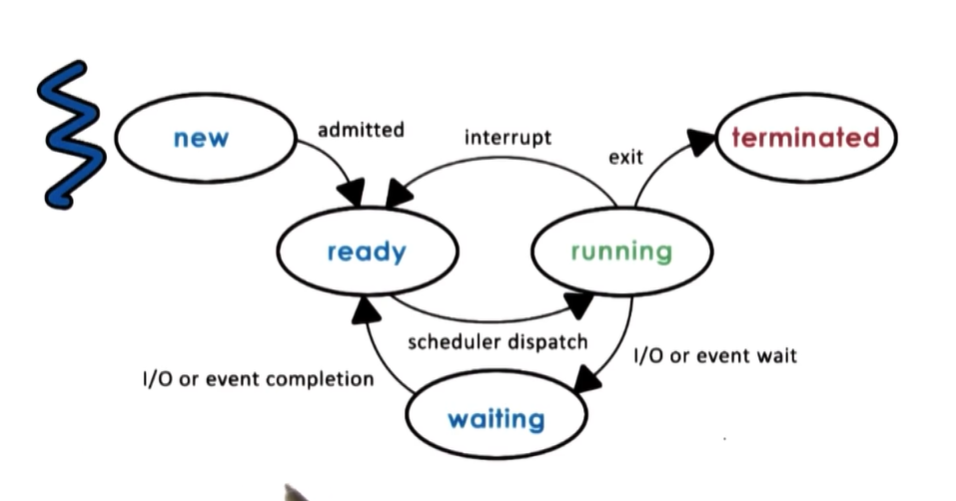 new
admitted
interrupt
exit
terminated
ready
running
scheduler dispatch
I/O or event wait
I/O or event completion
waiting